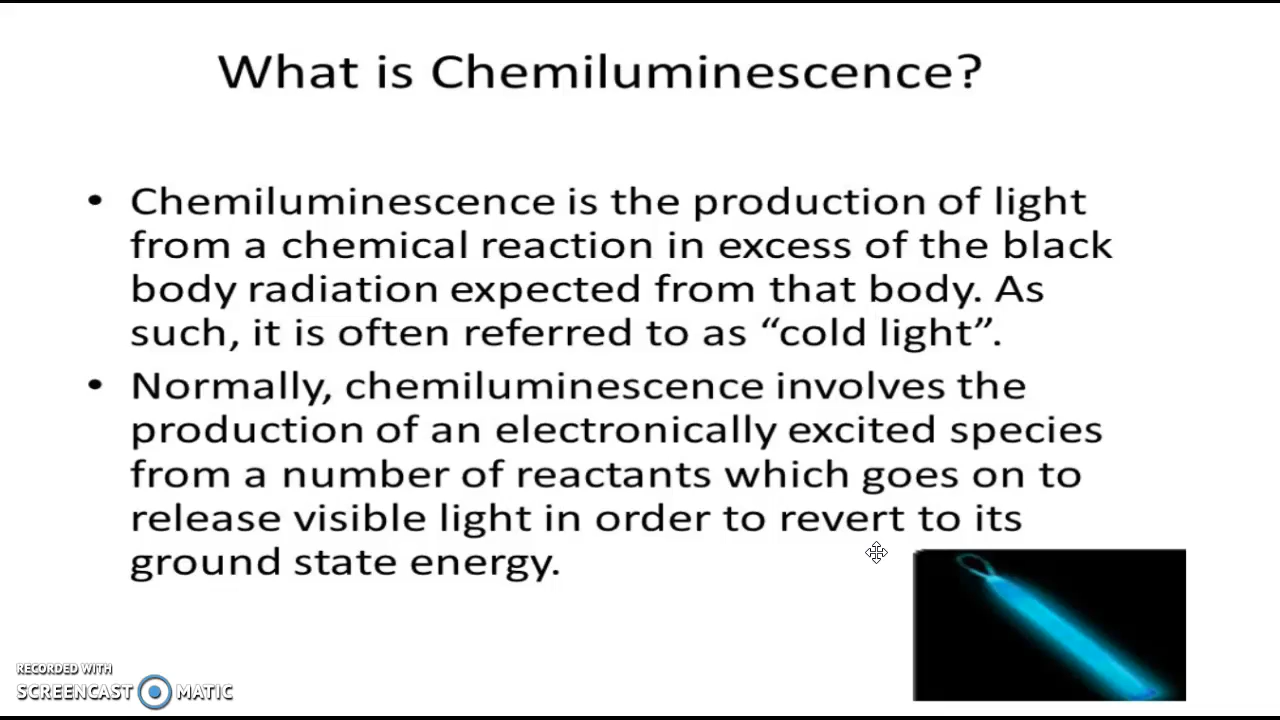 What is Chemiluminescence?
• Chemiluminescence is the production of light
from a chemical reaction in excess of the black
body radiation expected from that body. As
such, it is often referred to as “cold light”.
• Normally, chemiluminescence involves the
production of an electronically excited species
from a number of reactants which goes on to
release visible light in order to revert to its
ground state energy.
RECORDED WITH
SCREENCAST MATIC